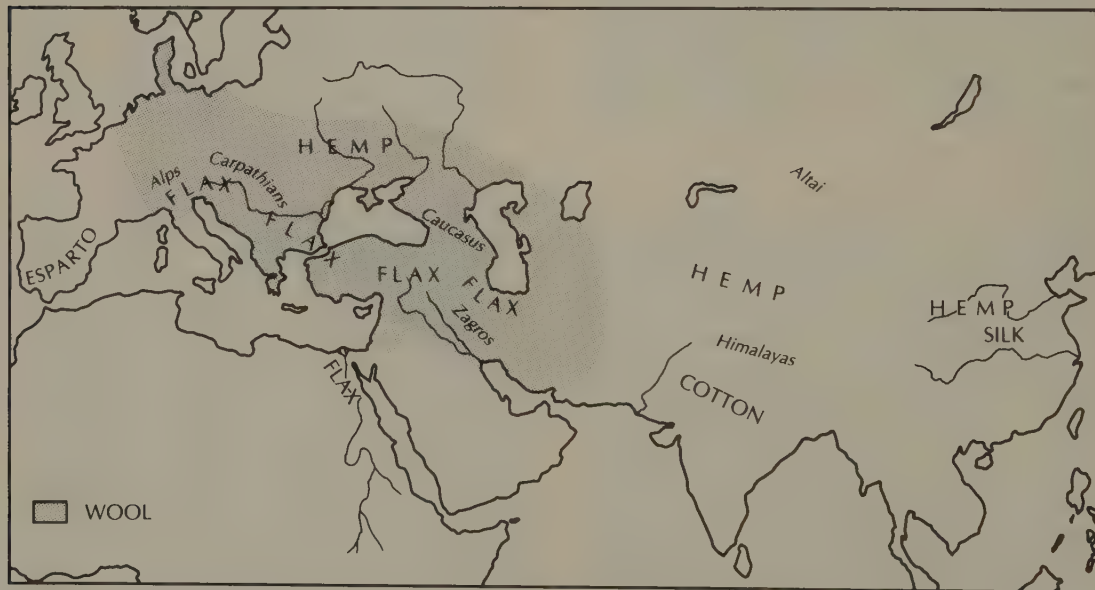 HEMP
Alps
FLAX
Carpathians
FLAX
Caucasus
ESPARTO
FLAX
FLAX
Zagros
FLAX
Altai
HEMP
Himalayas
COTTON
HEMP
SILK
WOOL